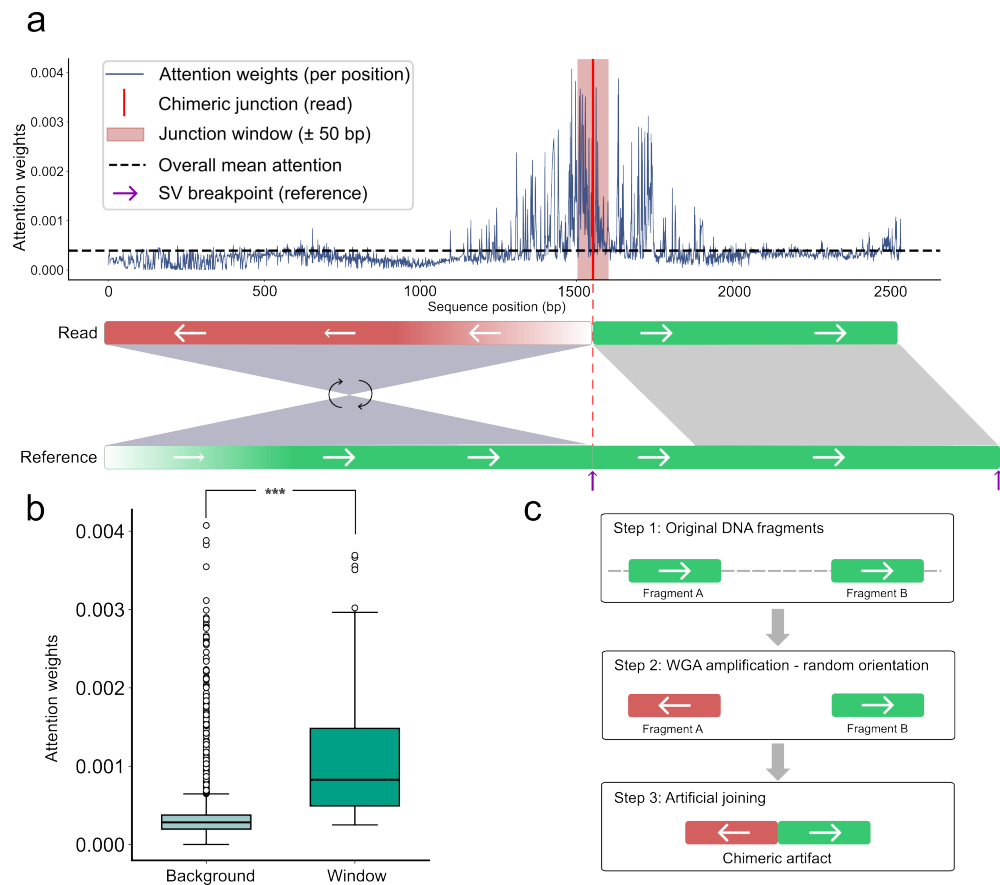 a
Attention weights (per position)
Chimeric junction (read)
Junction window (± 50 bp)
Overall mean attention
SV breakpoint (reference)
Attention weights
0.004
0.003
0.002
0.001
0.000
0 500 1000 1500 2000 2500
Sequence position (bp)
Read
Reference
b
***
Attention weights
0.004
0.003
0.002
0.001
0.000
Background Window
c
Step 1: Original DNA fragments
Fragment A Fragment B
Step 2: WGA amplification - random orientation
Fragment A Fragment B
Step 3: Artificial joining
Chimeric artifact